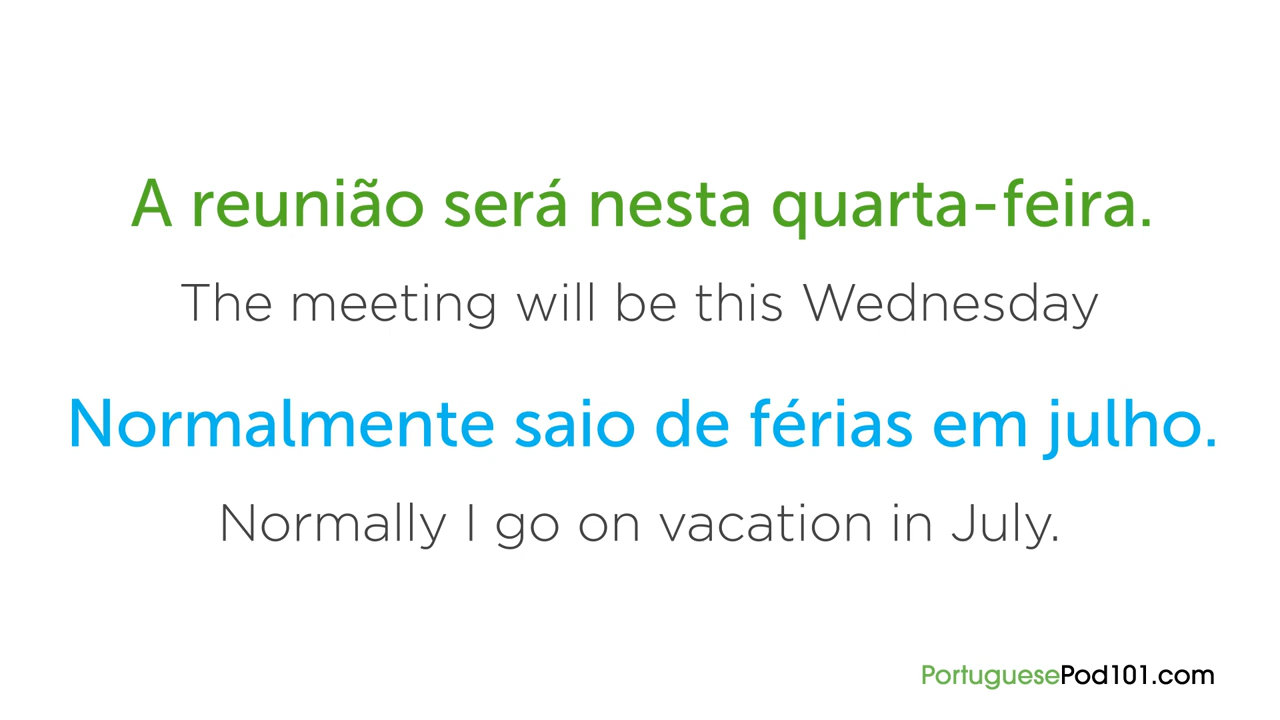 A reunião será nesta quarta-feira.
The meeting will be this Wednesday
Normalmente saio de férias em julho.
Normally I go on vacation in July.
PortuguesePod101.com